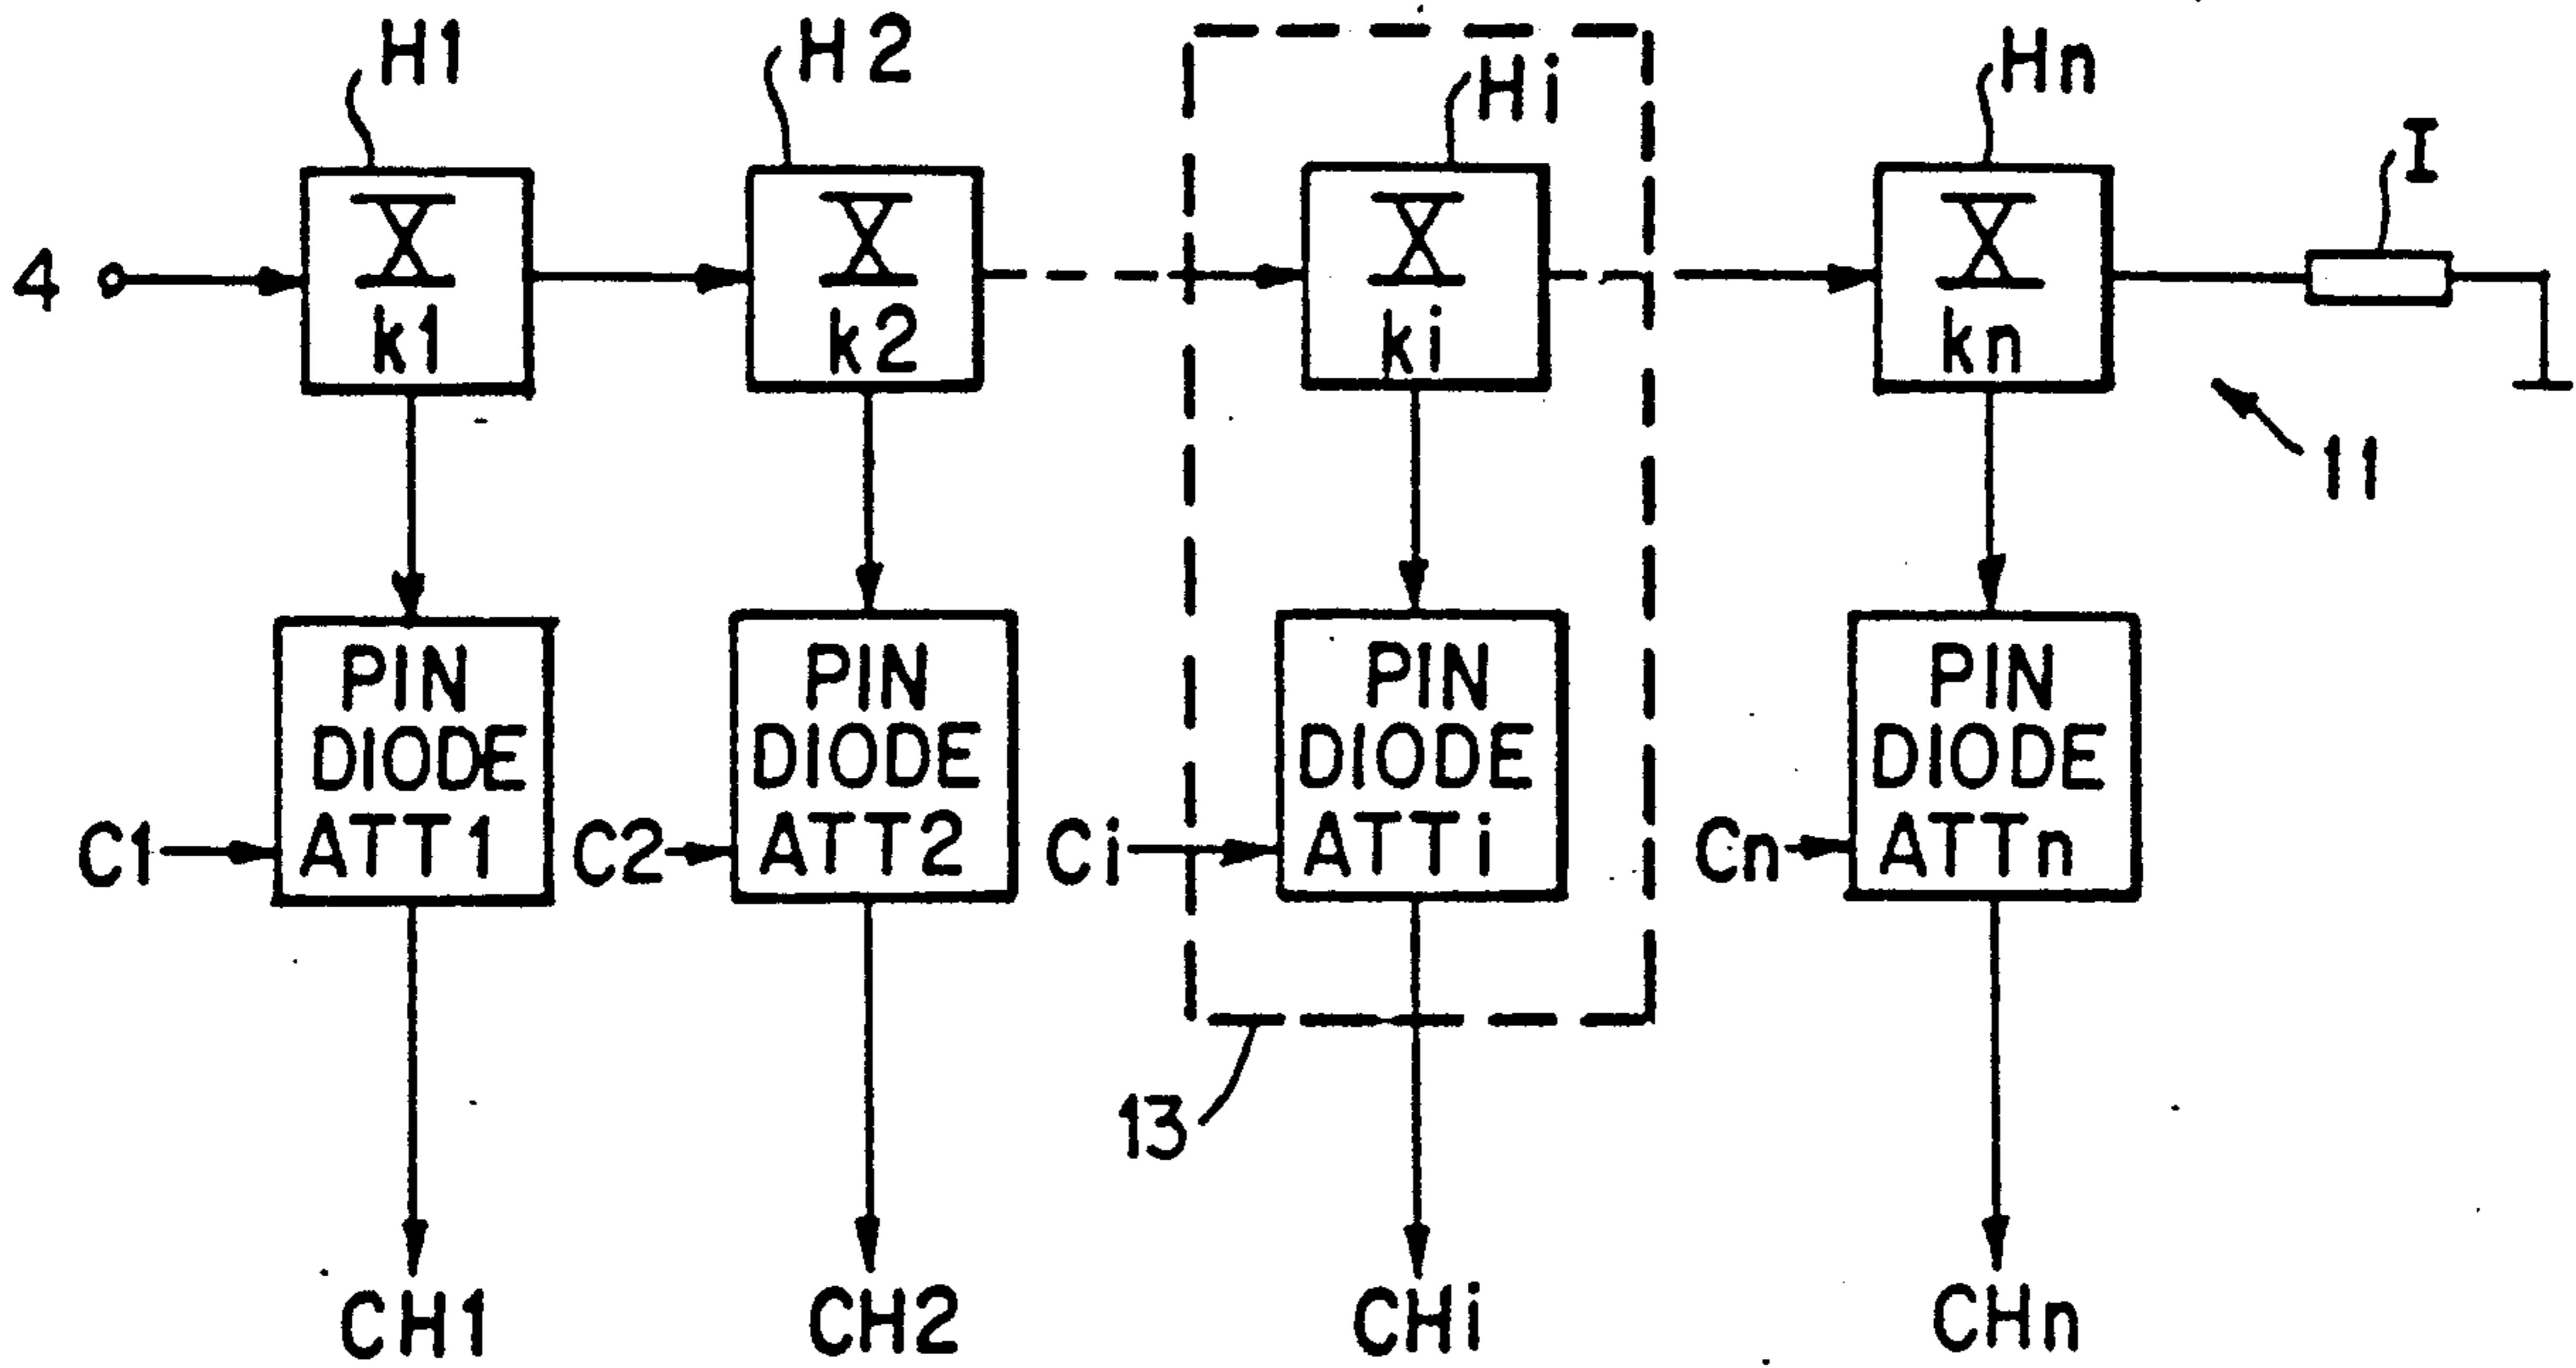 H1
H2
Hi
Hn
I
4
k1
k2
ki
kn
11
PIN
DIODE
ATT1
PIN
DIODE
ATT2
PIN
DIODE
ATTi
PIN
DIODE
ATTn
C1
C2
Ci
Cn
13
CH1
CH2
CHi
CHn